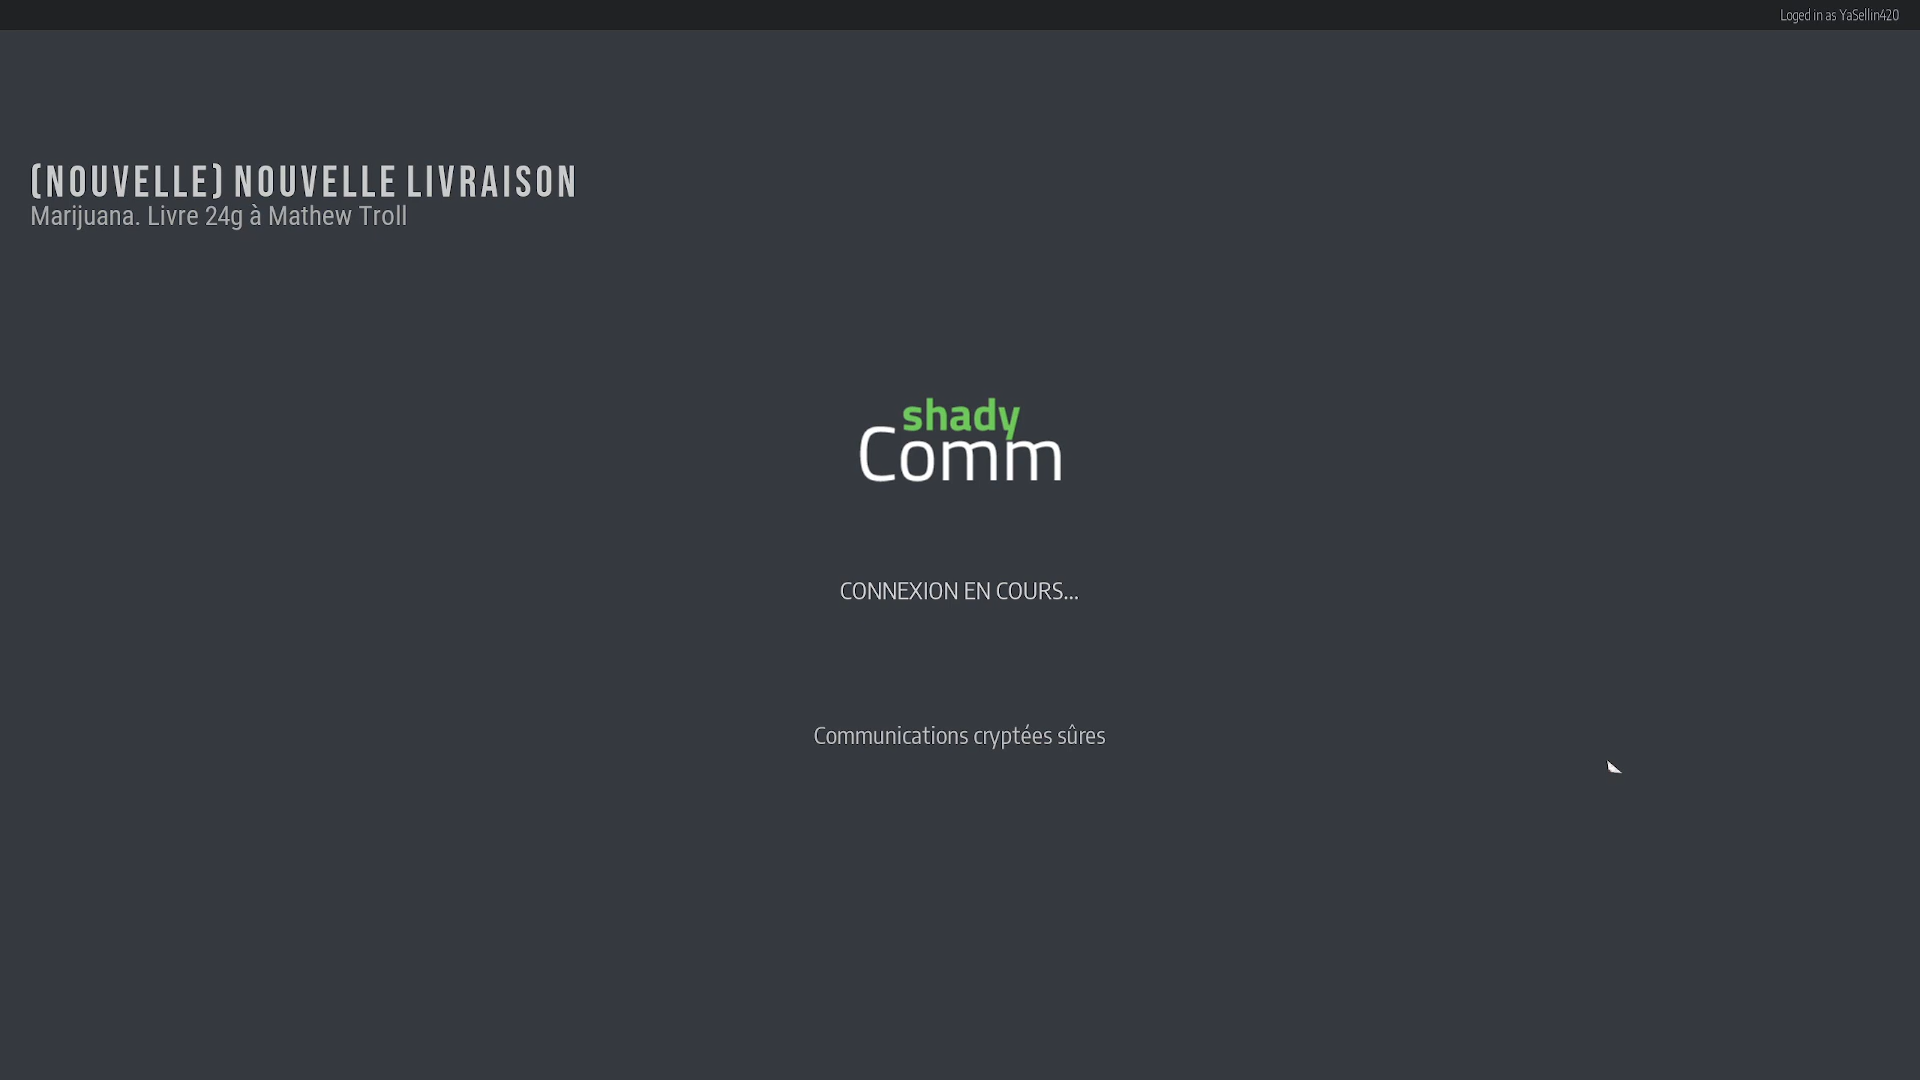 Loged in as YaSellin420
(NOUVELLE) NOUVELLE LIVRAISON
Marijuana. Livre 24g à Mathew Troll
shady
Comm
CONNEXION EN COURS...
Communications cryptées sûres